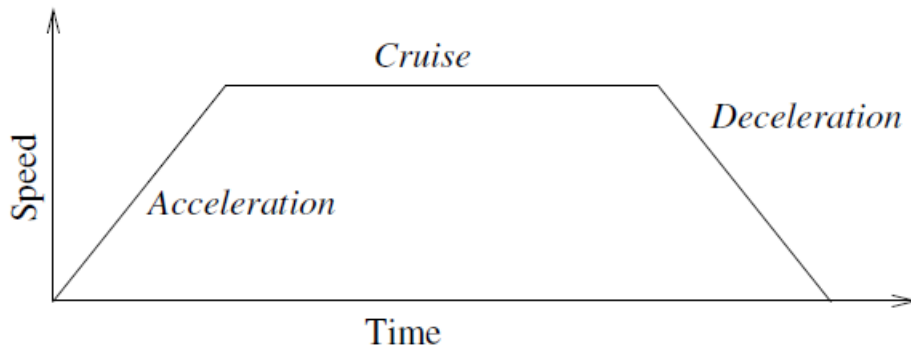 Cruise
Deceleration
Acceleration
Speed
Time